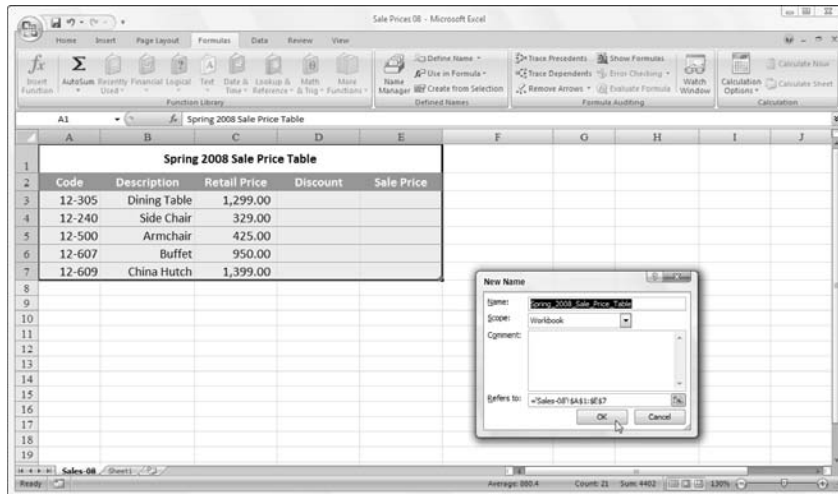 Sale Prices 08 - Microsoft Excel
Home Insert Page Layout Formulas Data Review View
fx Σ
Insert Function AutoSum Recently Used Financial Logical Text Date & Time Lookup & Reference Math & Trig More Functions
Function Library
Name Manager Define Name Use in Formula Create from Selection
Defined Names
Trace Precedents Trace Dependents Remove Arrows Show Formulas Error Checking Evaluate Formula Watch Window
Formula Auditing
Calculation Options Calculate Now Calculate Sheet
Calculation
A1 fx Spring 2008 Sale Price Table
A B C D E F G H I J
1 Spring 2008 Sale Price Table
2 Code Description Retail Price Discount Sale Price
3 12-305 Dining Table 1,299.00
4 12-240 Side Chair 329.00
5 12-500 Armchair 425.00
6 12-607 Buffet 950.00
7 12-609 China Hutch 1,399.00
8
9
10
11
12
13
14
15
16
17
18
19
New Name
Name: Spring_2008_Sale_Price_Table
Scope: Workbook
Comment:
Refers to: ='Sales-08'!$A$1:$E$7
OK Cancel
Sales-08 Sheet1
Ready Average: 880.4 Count: 21 Sum: 4402 130%